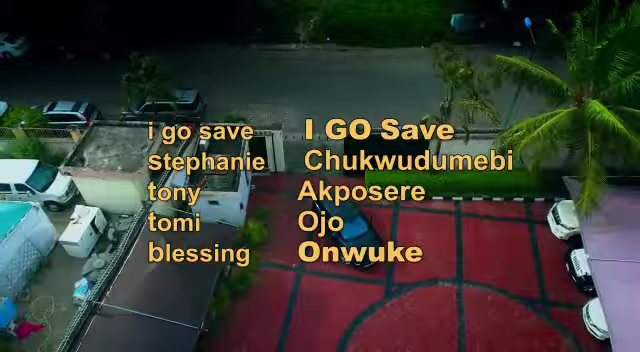 i go save I GO Save
stephanie Chukwudumebi
tony Akposere
tomi Ojo
blessing Onwuke